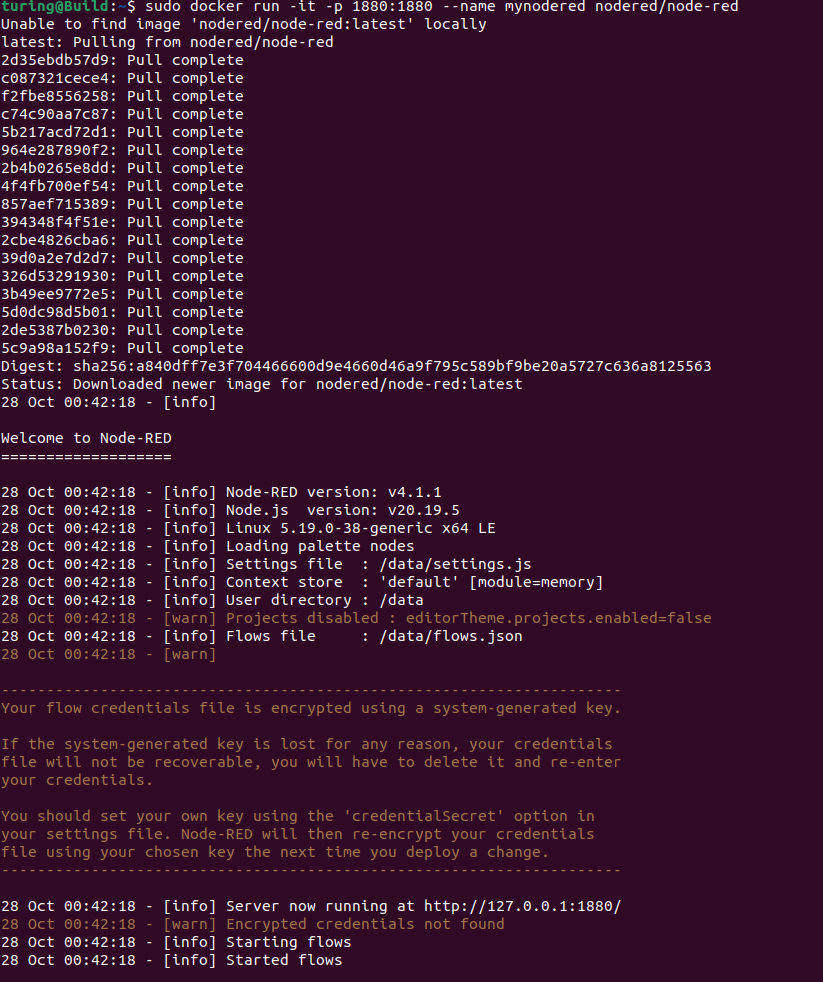 turing@Build:~$ sudo docker run -it -p 1880:1880 --name mynodered nodered/node-red
Unable to find image 'nodered/node-red:latest' locally
latest: Pulling from nodered/node-red
2d35ebdb57d9: Pull complete
c087321cece4: Pull complete
f2fbe8556258: Pull complete
c74c90aa7c87: Pull complete
5b217acd72d1: Pull complete
964e287890f2: Pull complete
2b4b0265e8dd: Pull complete
4f4fb700ef54: Pull complete
857aef715389: Pull complete
394348f4f51e: Pull complete
2cbe4826cba6: Pull complete
39d0a2e7d2d7: Pull complete
326d53291930: Pull complete
3b49ee9772e5: Pull complete
5d0dc98d5b01: Pull complete
2de5387b0230: Pull complete
5c9a98a152f9: Pull complete
Digest: sha256:a840dff7e3f704466600d9e4660d46a9f795c589bf9be20a5727c636a8125563
Status: Downloaded newer image for nodered/node-red:latest
28 Oct 00:42:18 - [info]
Welcome to Node-RED
===================
28 Oct 00:42:18 - [info] Node-RED version: v4.1.1
28 Oct 00:42:18 - [info] Node.js  version: v20.19.5
28 Oct 00:42:18 - [info] Linux 5.19.0-38-generic x64 LE
28 Oct 00:42:18 - [info] Loading palette nodes
28 Oct 00:42:18 - [info] Settings file  : /data/settings.js
28 Oct 00:42:18 - [info] Context store  : 'default' [module=memory]
28 Oct 00:42:18 - [info] User directory : /data
28 Oct 00:42:18 - [warn] Projects disabled : editorTheme.projects.enabled=false
28 Oct 00:42:18 - [info] Flows file     : /data/flows.json
28 Oct 00:42:18 - [warn]
---------------------------------------------------------------------
Your flow credentials file is encrypted using a system-generated key.
If the system-generated key is lost for any reason, your credentials
file will not be recoverable, you will have to delete it and re-enter
your credentials.
You should set your own key using the 'credentialSecret' option in
your settings file. Node-RED will then re-encrypt your credentials
file using your chosen key the next time you deploy a change.
---------------------------------------------------------------------
28 Oct 00:42:18 - [info] Server now running at http://127.0.0.1:1880/
28 Oct 00:42:18 - [warn] Encrypted credentials not found
28 Oct 00:42:18 - [info] Starting flows
28 Oct 00:42:18 - [info] Started flows